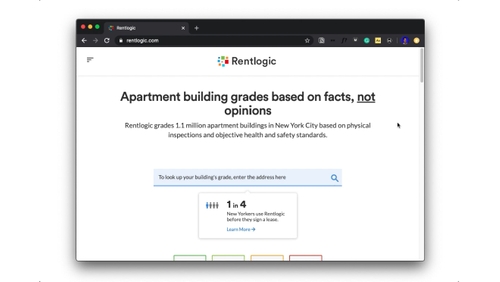 Rentlogic
rentlogic.com
Rentlogic
Apartment building grades based on facts, not
opinions
Rentlogic grades 1.1 million apartment buildings in New York City based on physical
inspections and objective health and safety standards.
To look up your building's grade, enter the address here
1 in 4
New Yorkers use Rentlogic
before they sign a lease.
Learn More →